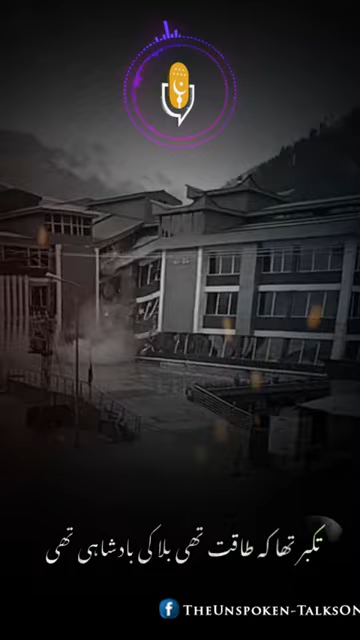 تکبر تھا کہ طاقت تھی بلا کی بادشاہی تھی
THEUNSPOKEN-TALKSON